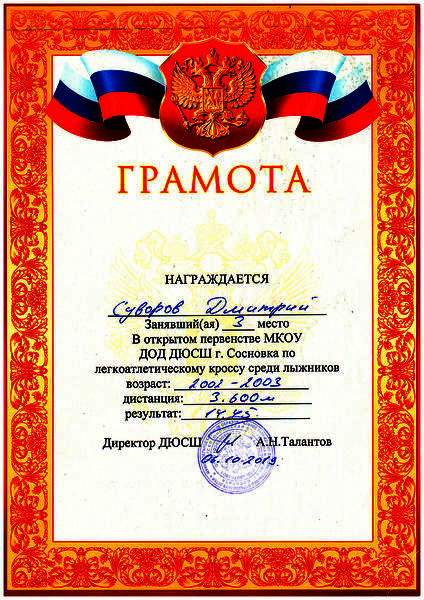 ГРАМОТА
НАГРАЖДАЕТСЯ
Суворов Дмитрий
Занявший(ая) 3 место
В открытом первенстве МКОУ
ДОД ДЮСШ г. Сосновка по
легкоатлетическому кроссу среди лыжников
возраст: 2002-2003
дистанция: 3.600м
результат: 14.45
Директор ДЮСШ А.Н.Талантов
06.10.2013